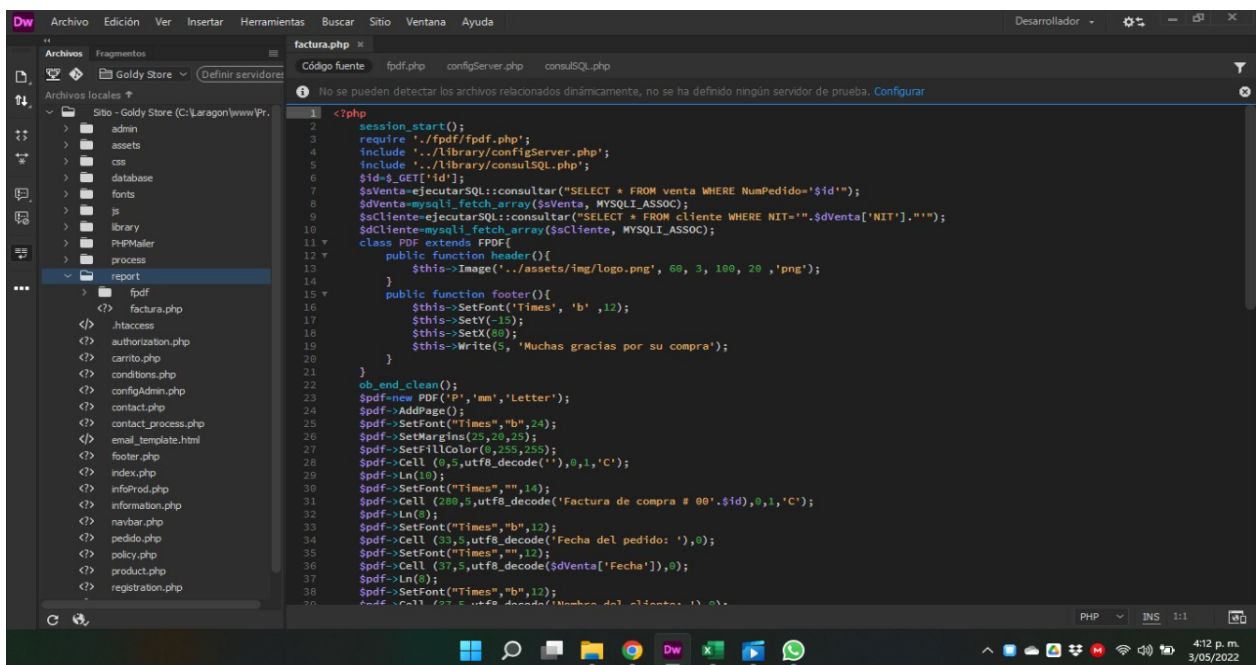 Dw Archivo Edición Ver Insertar Herramientas Buscar Sitio Ventana Ayuda Desarrollador
Archivos Fragmentos
Goldy Store (Definir servidores
Archivos locales
Sitio - Goldy Store (C:\Laragon\www\Pr.
admin
assets
css
database
fonts
js
library
PHPMailer
process
report
fpdf
factura.php
.htaccess
authorization.php
carrito.php
conditions.php
configAdmin.php
contact.php
contact_process.php
email_template.html
footer.php
index.php
infoProd.php
information.php
navbar.php
pedido.php
policy.php
product.php
registration.php
factura.php
Código fuente fpdf.php configServer.php consulSQL.php
No se pueden detectar los archivos relacionados dinámicamente, no se ha definido ningún servidor de prueba. Configurar
1 <?php
2 session_start();
3 require './fpdf/fpdf.php';
4 include '../library/configServer.php';
5 include '../library/consulSQL.php';
6 $id=$_GET['id'];
7 $sVenta=ejecutarSQL::consultar("SELECT * FROM venta WHERE NumPedido='$id'");
8 $dVenta=mysqli_fetch_array($sVenta, MYSQLI_ASSOC);
9 $sCliente=ejecutarSQL::consultar("SELECT * FROM cliente WHERE NIT='".$dVenta['NIT']."'");
10 $dCliente=mysqli_fetch_array($sCliente, MYSQLI_ASSOC);
11 class PDF extends FPDF{
12 public function header(){
13 $this->Image('../assets/img/logo.png', 60, 3, 100, 20 ,'png');
14 }
15 public function footer(){
16 $this->SetFont('Times', 'b' ,12);
17 $this->SetY(-15);
18 $this->SetX(80);
19 $this->Write(5, 'Muchas gracias por su compra');
20 }
21 }
22 ob_end_clean();
23 $pdf=new PDF('P','mm','Letter');
24 $pdf->AddPage();
25 $pdf->SetFont("Times","b",24);
26 $pdf->SetMargins(25,20,25);
27 $pdf->SetFillColor(0,255,255);
28 $pdf->Cell (0,5,utf8_decode(''),0,1,'C');
29 $pdf->Ln(10);
30 $pdf->SetFont("Times","",14);
31 $pdf->Cell (280,5,utf8_decode('Factura de compra # 00'.$id),0,1,'C');
32 $pdf->Ln(8);
33 $pdf->SetFont("Times","b",12);
34 $pdf->Cell (33,5,utf8_decode('Fecha del pedido: '),0);
35 $pdf->SetFont("Times","",12);
36 $pdf->Cell (37,5,utf8_decode($dVenta['Fecha']),0);
37 $pdf->Ln(8);
38 $pdf->SetFont("Times","b",12);
39 $pdf->Cell (37,5,utf8_decode('Nombre del cliente: '),0);
PHP INS 1:1
Dw
4:12 p. m.
3/05/2022